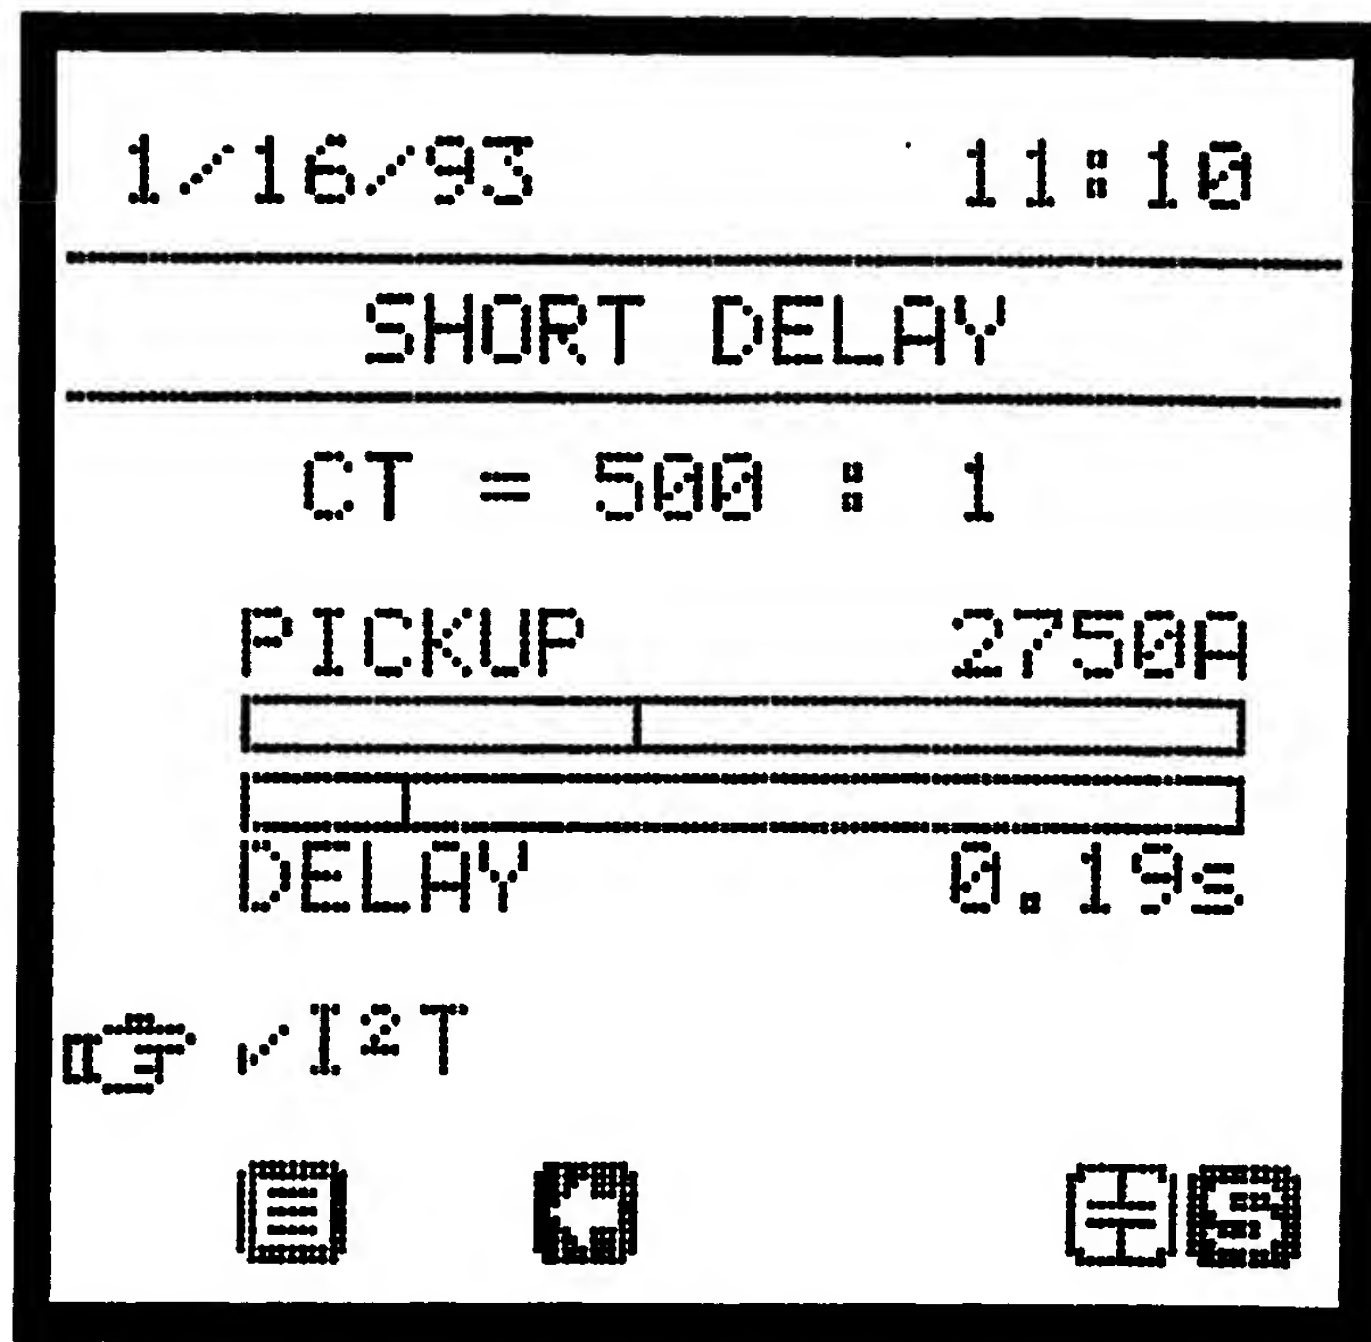 1/16/93 11:10
SHORT DELAY
CT = 500 : 1
PICKUP 2750A
DELAY 0.19s
✓I²T
S